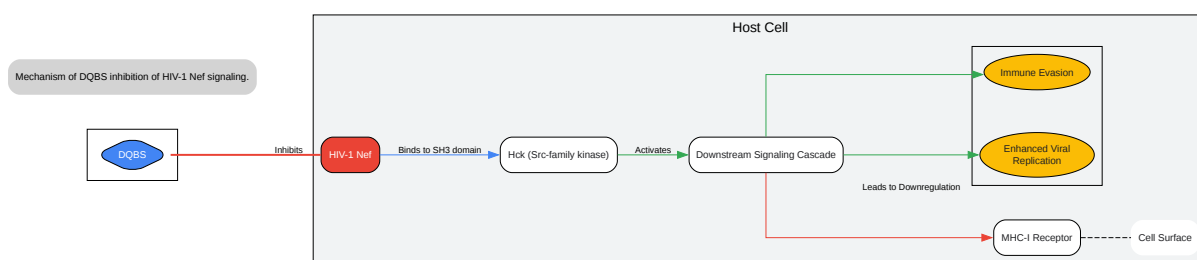 Host Cell
Mechanism of DQBS inhibition of HIV-1 Nef signaling.
Immune Evasion
DQBS
Inhibits
HIV-1 Nef
Binds to SH3 domain
Hck (Src-family kinase)
Activates
Downstream Signaling Cascade
Enhanced Viral
Replication
Leads to Downregulation
MHC-I Receptor
Cell Surface